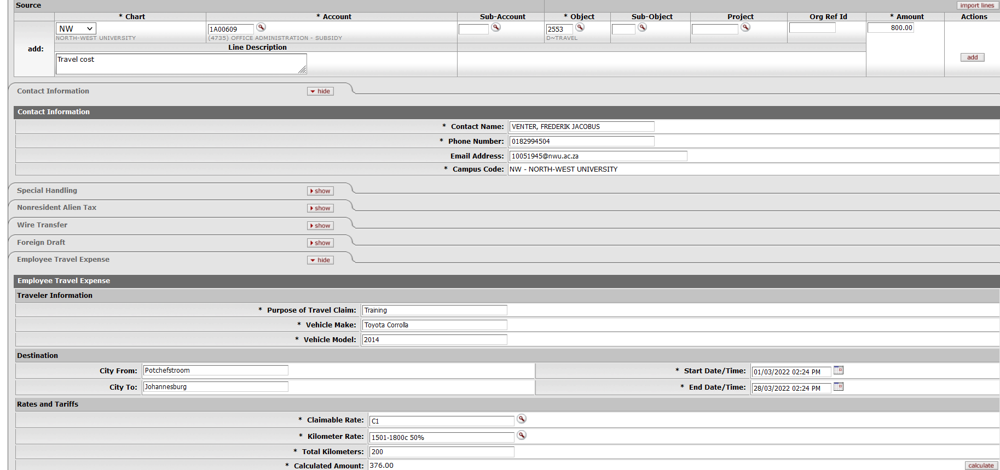 Source
import lines
* Chart * Account Sub-Account * Object Sub-Object Project Org Ref Id * Amount Actions
add:
NW 1A00609 2553 800.00
NORTH-WEST UNIVERSITY (4735) OFFICE ADMINISTRATION - SUBSIDY D~TRAVEL
Line Description
Travel cost
add
Contact Information hide
Contact Information
* Contact Name: VENTER, FREDERIK JACOBUS
* Phone Number: 0182994504
Email Address: 10051945@nwu.ac.za
* Campus Code: NW - NORTH-WEST UNIVERSITY
Special Handling show
Nonresident Alien Tax show
Wire Transfer show
Foreign Draft show
Employee Travel Expense hide
Employee Travel Expense
Traveler Information
* Purpose of Travel Claim: Training
* Vehicle Make: Toyota Corrolla
* Vehicle Model: 2014
Destination
City From: Potchefstroom * Start Date/Time: 01/03/2022 02:24 PM
City To: Johannesburg * End Date/Time: 28/03/2022 02:24 PM
Rates and Tariffs
* Claimable Rate: C1
* Kilometer Rate: 1501-1800c 50%
* Total Kilometers: 200
* Calculated Amount: 376.00 calculate